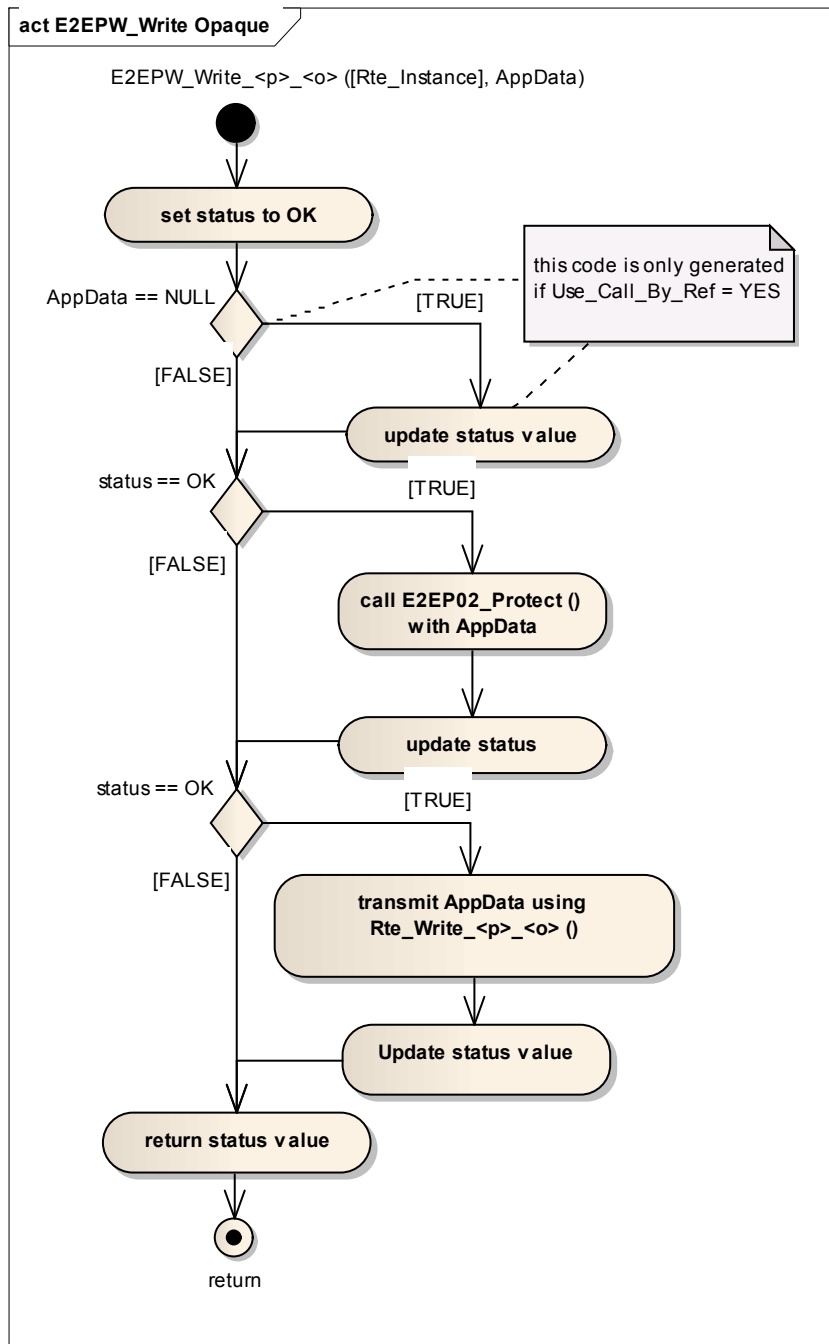 act E2EPW_Write Opaque
E2EPW_Write_<p>_<o> ([Rte_Instance], AppData)
set status to OK
this code is only generated
if Use_Call_By_Ref = YES
AppData == NULL
[TRUE]
[FALSE]
update status value
status == OK
[TRUE]
[FALSE]
call E2EP02_Protect ()
with AppData
update status
status == OK
[TRUE]
[FALSE]
transmit AppData using
Rte_Write_<p>_<o> ()
Update status value
return status value
return